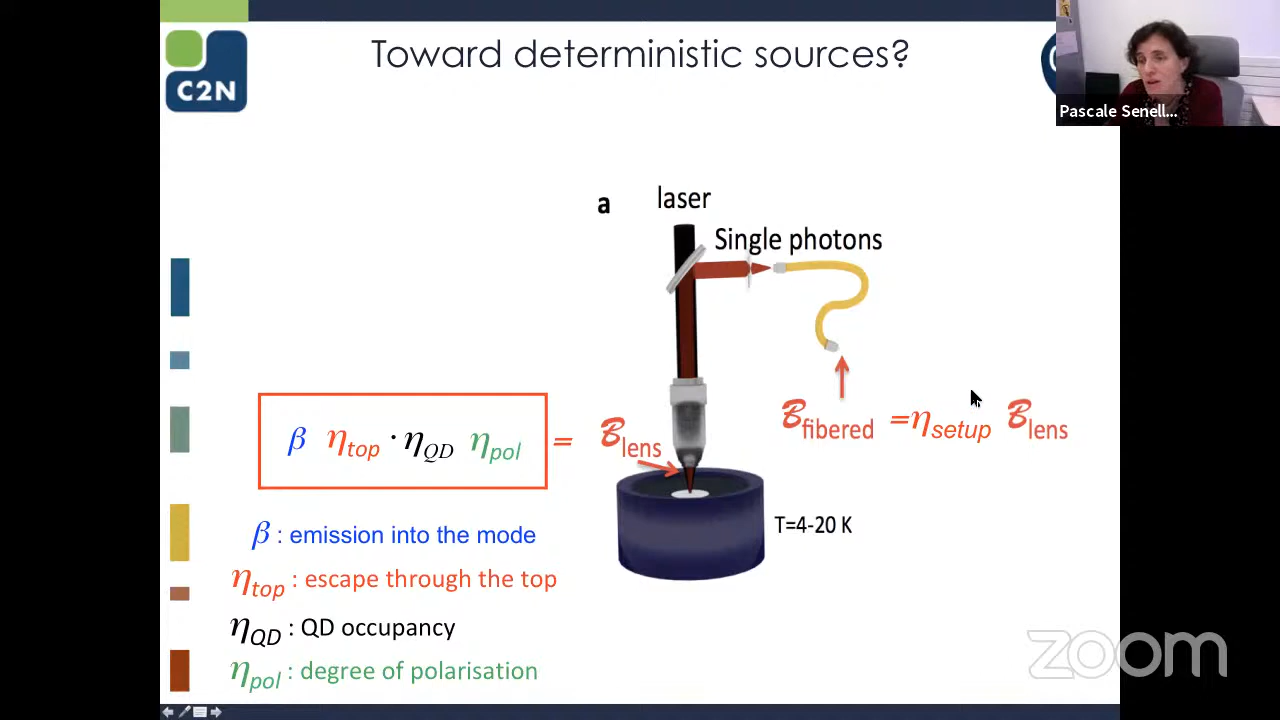 Toward deterministic sources?
C2N
Pascale Senell...
a
laser
Single photons
β η_top · η_QD η_pol = ℬ_lens
ℬ_fibered = η_setup ℬ_lens
T=4-20 K
β : emission into the mode
η_top : escape through the top
η_QD : QD occupancy
η_pol : degree of polarisation
zoom